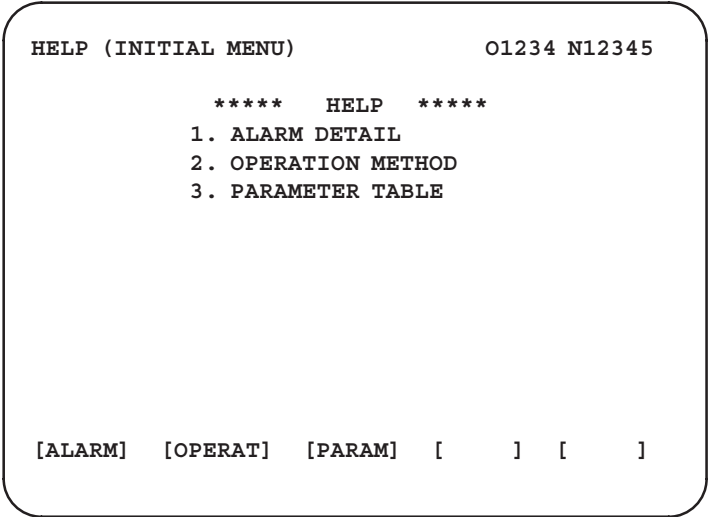 HELP (INITIAL MENU) O1234 N12345
***** HELP *****
1. ALARM DETAIL
2. OPERATION METHOD
3. PARAMETER TABLE
[ALARM] [OPERAT] [PARAM] [ ] [ ]